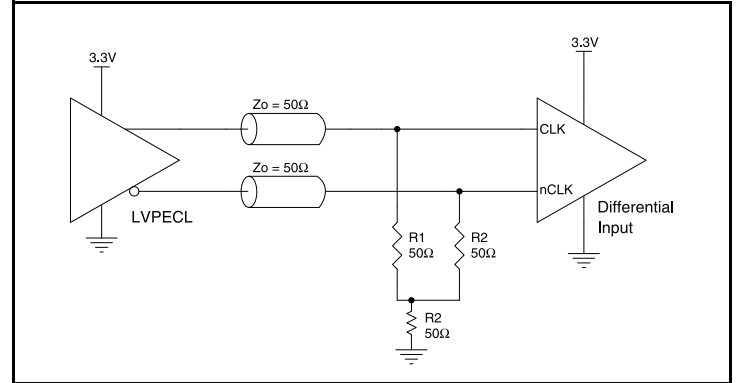 3.3V
3.3V
Zo = 50Ω
CLK
Zo = 50Ω
nCLK
LVPECL
Differential
Input
R1
50Ω
R2
50Ω
R2
50Ω